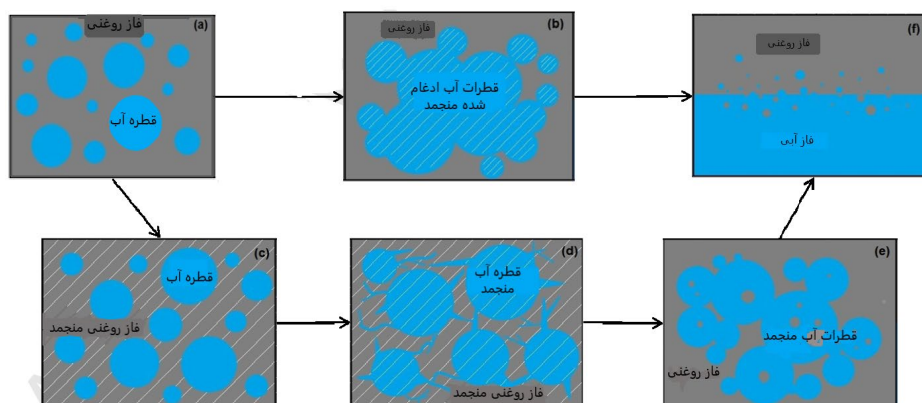 (a)
فاز روغنی
قطره آب
(b)
فاز روغنی
قطرات آب ادغام
شده منجمد
(f)
فاز روغنی
فاز آبی
(c)
قطره آب
فاز روغنی منجمد
(d)
قطره آب
منجمد
فاز روغنی منجمد
(e)
قطرات آب منجمد
فاز روغنی